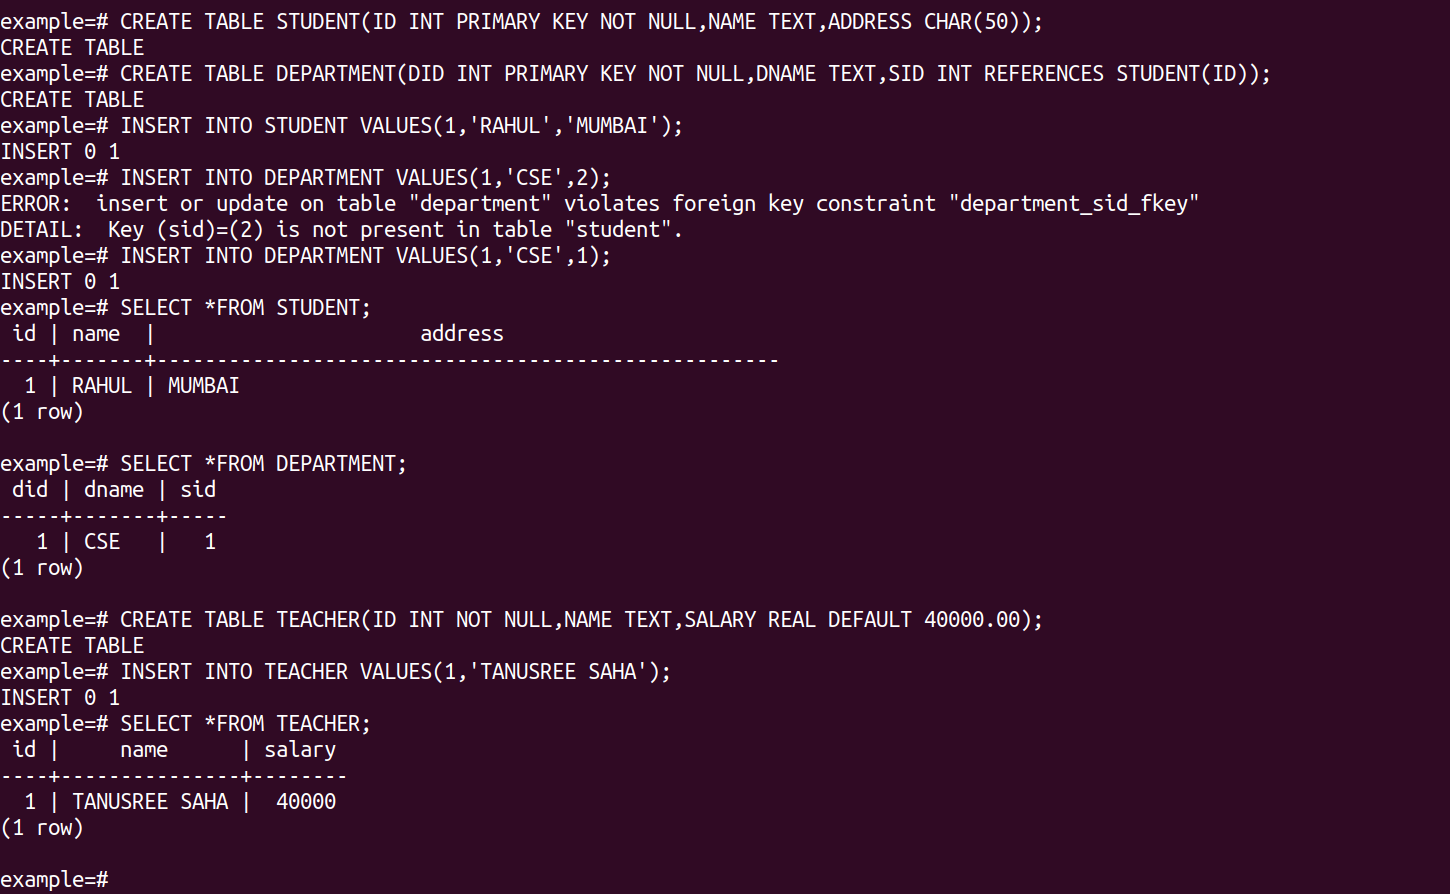 example=# CREATE TABLE STUDENT(ID INT PRIMARY KEY NOT NULL,NAME TEXT,ADDRESS CHAR(50));
CREATE TABLE
example=# CREATE TABLE DEPARTMENT(DID INT PRIMARY KEY NOT NULL,DNAME TEXT,SID INT REFERENCES STUDENT(ID));
CREATE TABLE
example=# INSERT INTO STUDENT VALUES(1,'RAHUL','MUMBAI');
INSERT 0 1
example=# INSERT INTO DEPARTMENT VALUES(1,'CSE',2);
ERROR:  insert or update on table "department" violates foreign key constraint "department_sid_fkey"
DETAIL:  Key (sid)=(2) is not present in table "student".
example=# INSERT INTO DEPARTMENT VALUES(1,'CSE',1);
INSERT 0 1
example=# SELECT *FROM STUDENT;
 id | name  |                      address
----+-------+----------------------------------------------------
  1 | RAHUL | MUMBAI
(1 row)

example=# SELECT *FROM DEPARTMENT;
 did | dname | sid
-----+-------+-----
   1 | CSE   |   1
(1 row)

example=# CREATE TABLE TEACHER(ID INT NOT NULL,NAME TEXT,SALARY REAL DEFAULT 40000.00);
CREATE TABLE
example=# INSERT INTO TEACHER VALUES(1,'TANUSREE SAHA');
INSERT 0 1
example=# SELECT *FROM TEACHER;
 id |     name      | salary
----+---------------+--------
  1 | TANUSREE SAHA |  40000
(1 row)

example=#